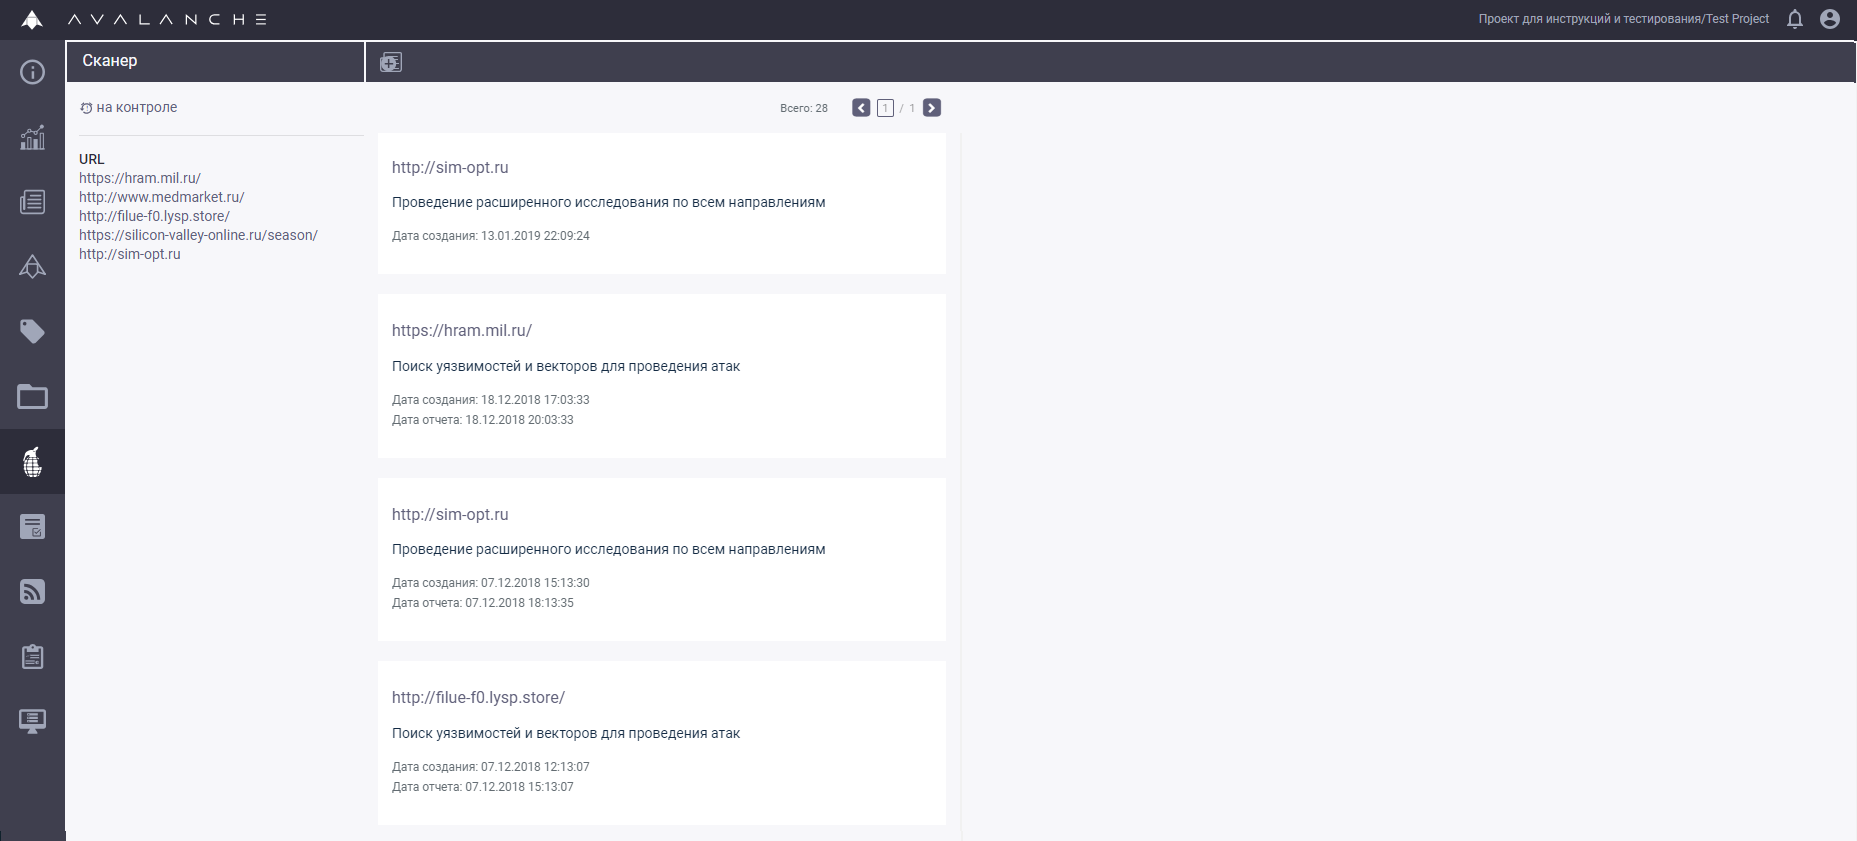 AVALANCHE
Проект для инструкций и тестирования/Test Project
Сканер
на контроле
URL
https://hram.mil.ru/
http://www.medmarket.ru/
http://filue-f0.lysp.store/
https://silicon-valley-online.ru/season/
http://sim-opt.ru
Всего: 28
1 / 1
http://sim-opt.ru
Проведение расширенного исследования по всем направлениям
Дата создания: 13.01.2019 22:09:24
https://hram.mil.ru/
Поиск уязвимостей и векторов для проведения атак
Дата создания: 18.12.2018 17:03:33
Дата отчета: 18.12.2018 20:03:33
http://sim-opt.ru
Проведение расширенного исследования по всем направлениям
Дата создания: 07.12.2018 15:13:30
Дата отчета: 07.12.2018 18:13:35
http://filue-f0.lysp.store/
Поиск уязвимостей и векторов для проведения атак
Дата создания: 07.12.2018 12:13:07
Дата отчета: 07.12.2018 15:13:07